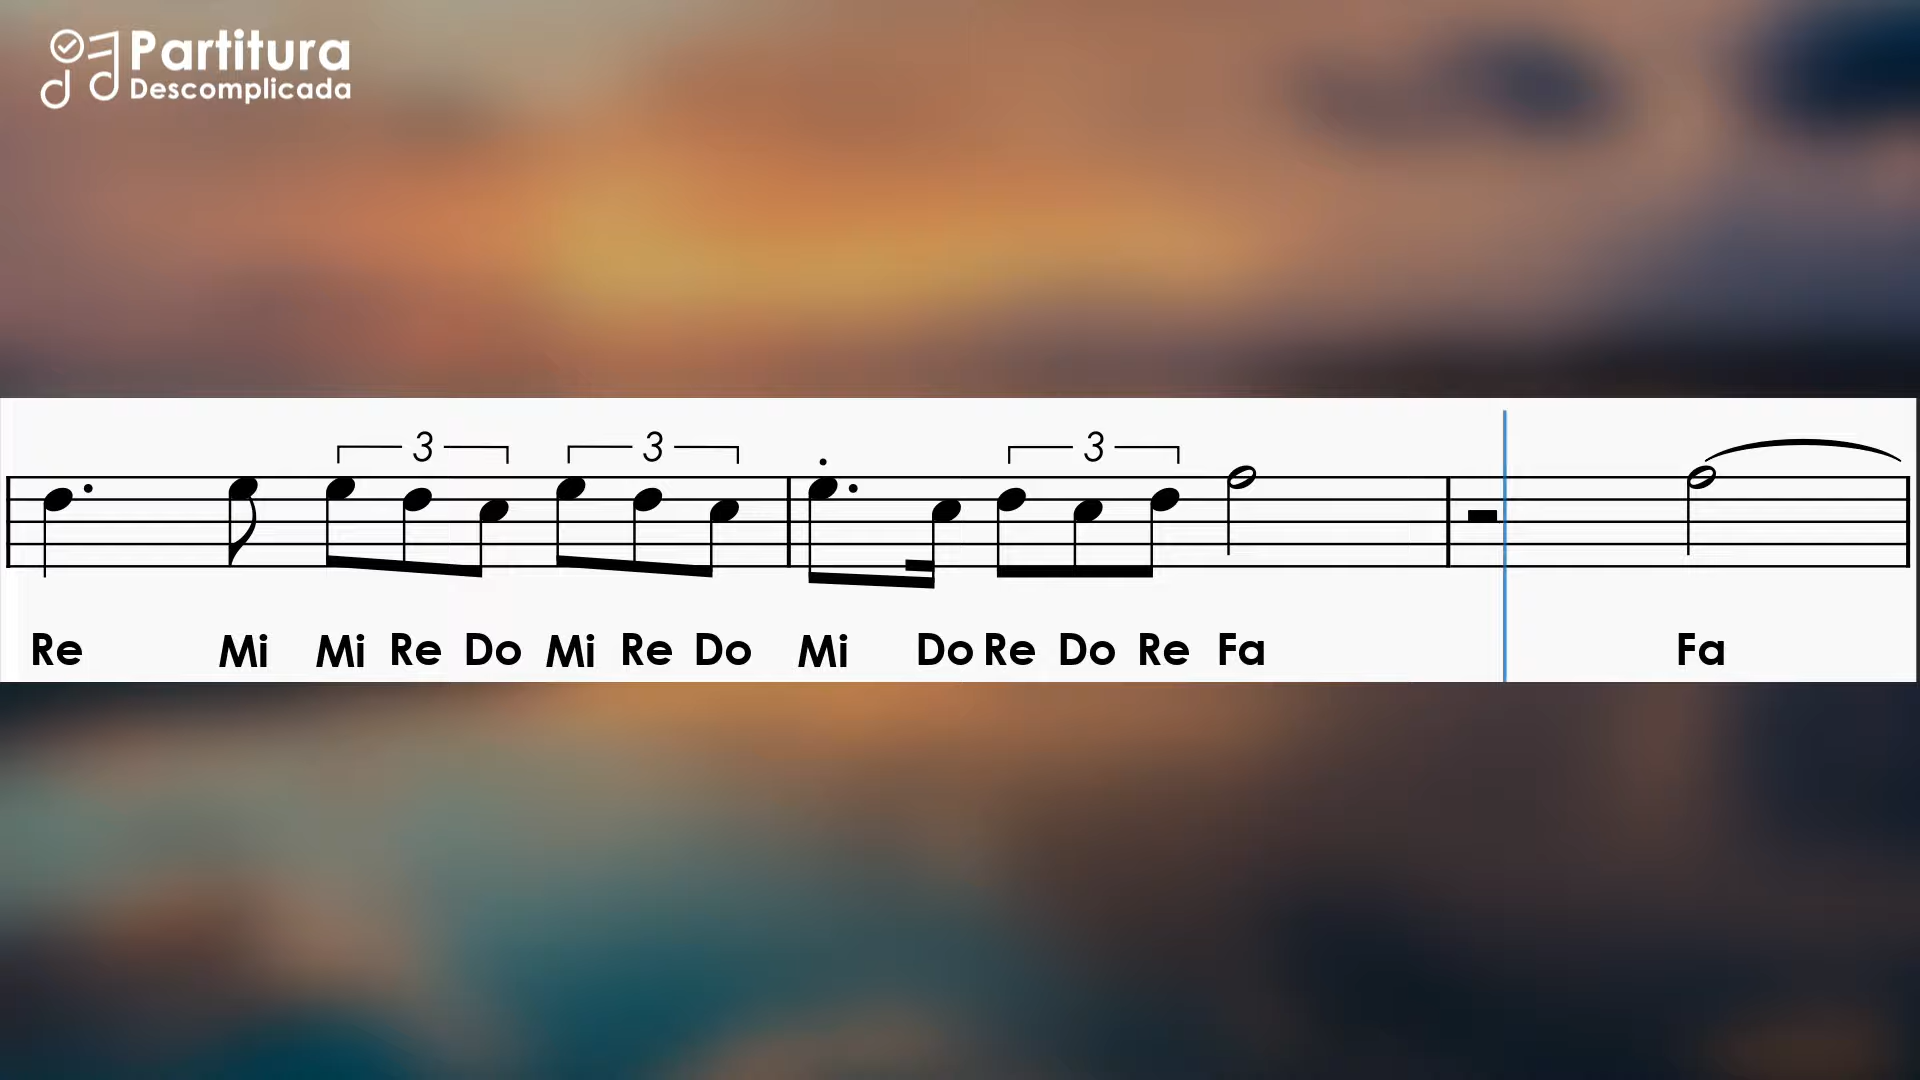 Partitura
Descomplicada
3 3 3
Re Mi Mi Re Do Mi Re Do Mi Do Re Do Re Fa Fa